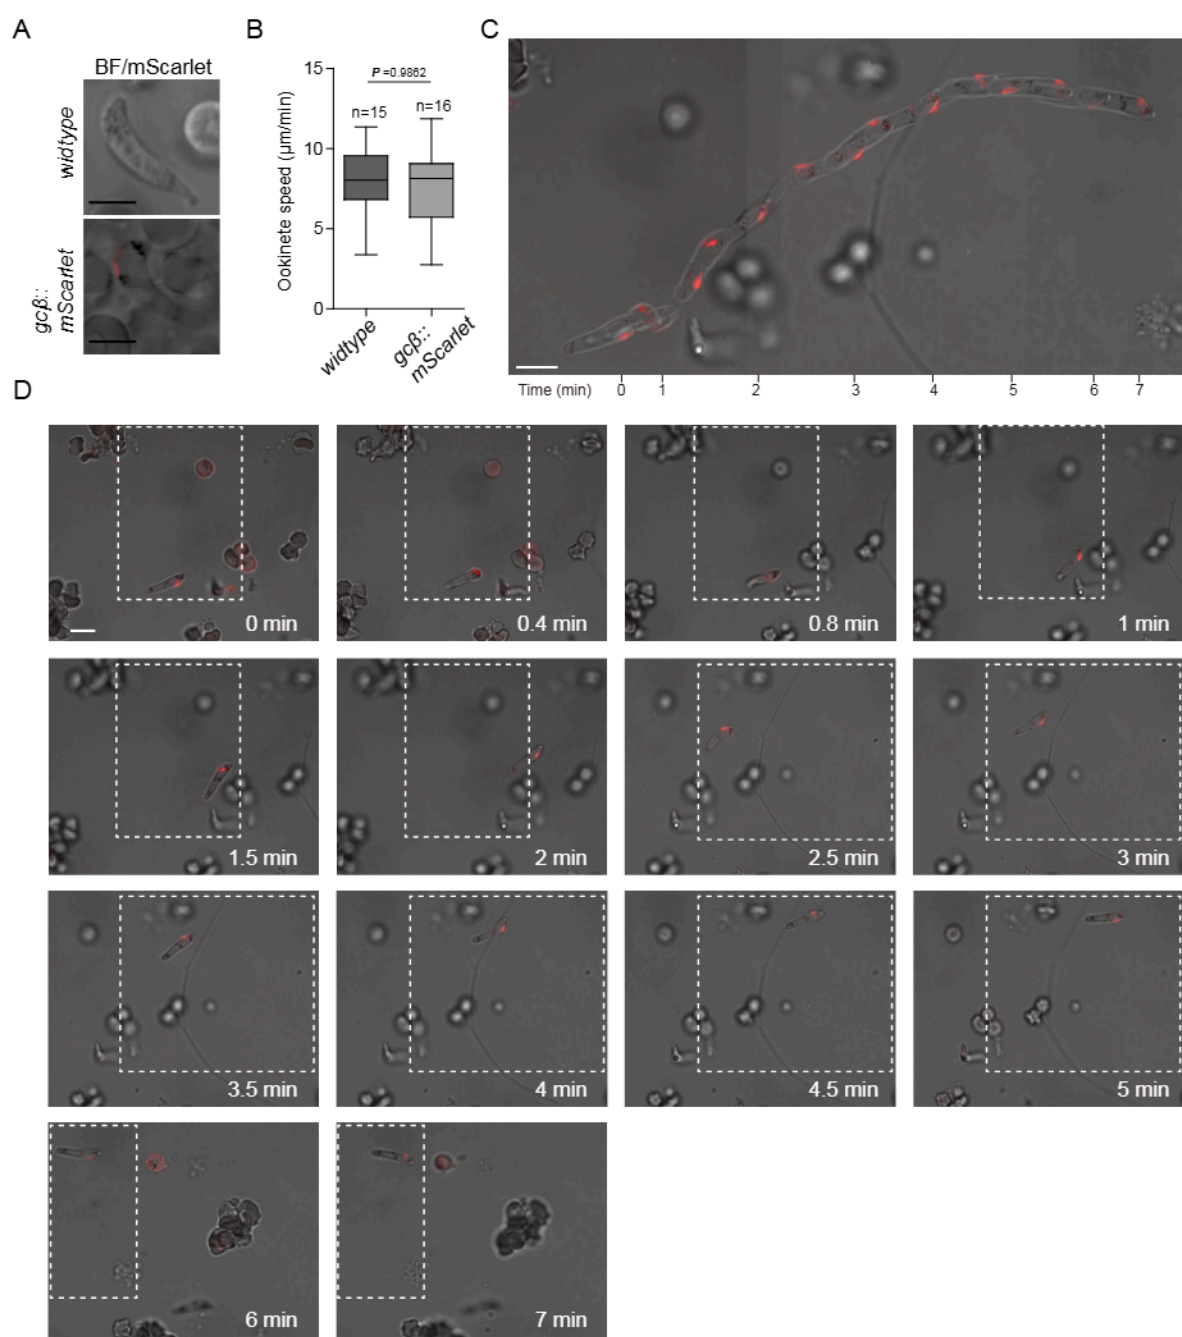 A
BF/mScarlet
widtype
gcβ::
mScarlet
B
Ookinete speed (µm/min)
15
10
5
0
P =0.9862
n=15
n=16
widtype
gcβ::
mScarlet
C
Time (min) 0 1 2 3 4 5 6 7
D
0 min
0.4 min
0.8 min
1 min
1.5 min
2 min
2.5 min
3 min
3.5 min
4 min
4.5 min
5 min
6 min
7 min